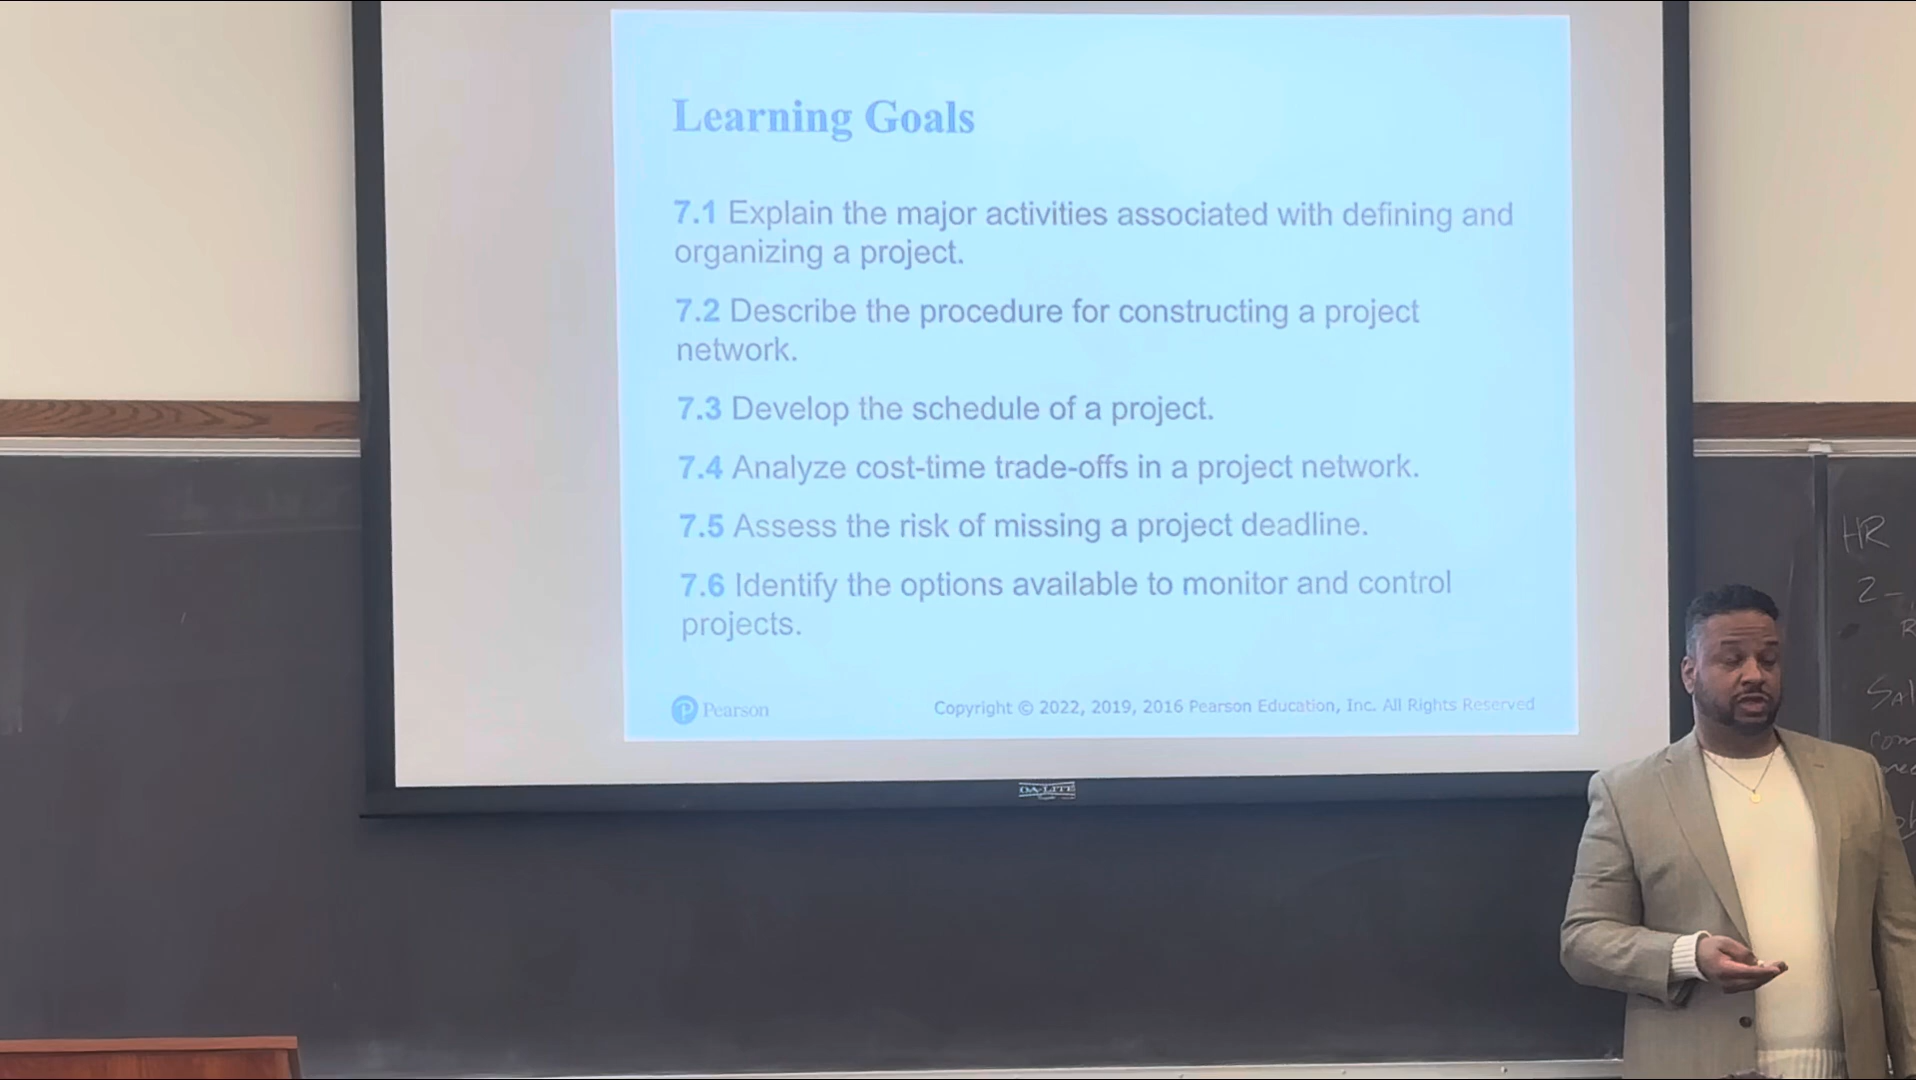 Learning Goals
7.1 Explain the major activities associated with defining and
organizing a project.
7.2 Describe the procedure for constructing a project
network.
7.3 Develop the schedule of a project.
7.4 Analyze cost-time trade-offs in a project network.
7.5 Assess the risk of missing a project deadline.
7.6 Identify the options available to monitor and control
projects.
Pearson
Copyright © 2022, 2019, 2016 Pearson Education, Inc. All Rights Reserved
DA-LITE
HR
2 -